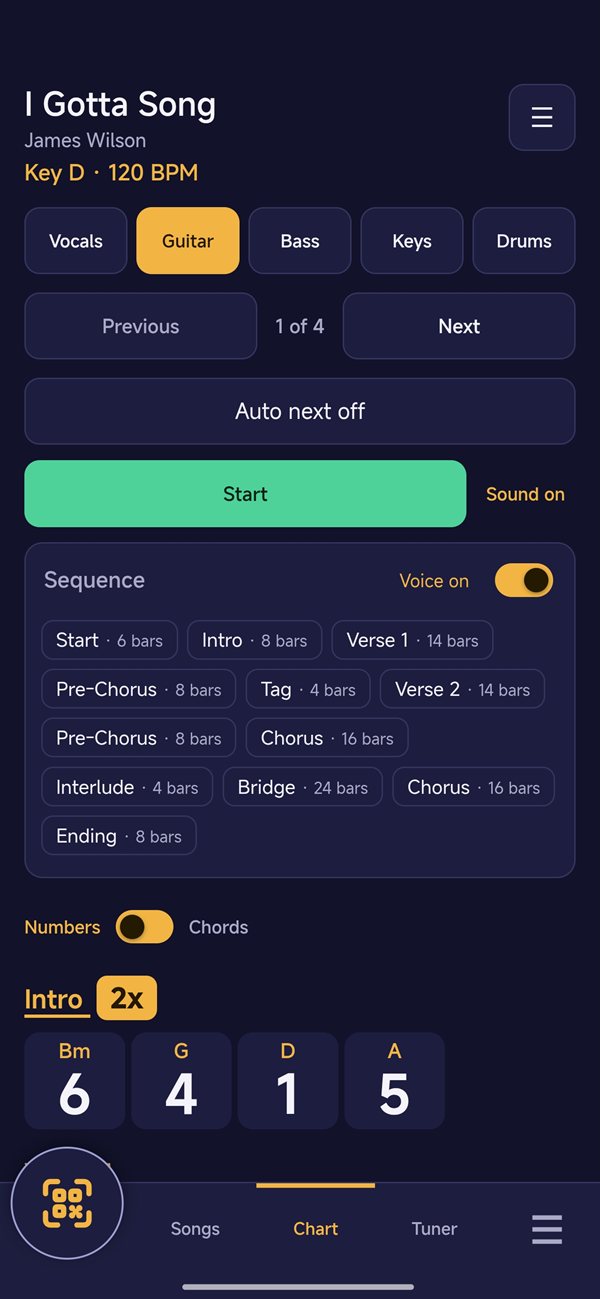 I Gotta Song
James Wilson
Key D · 120 BPM
Vocals Guitar Bass Keys Drums
Previous 1 of 4 Next
Auto next off
Start Sound on
Sequence Voice on
Start · 6 bars Intro · 8 bars Verse 1 · 14 bars
Pre-Chorus · 8 bars Tag · 4 bars Verse 2 · 14 bars
Pre-Chorus · 8 bars Chorus · 16 bars
Interlude · 4 bars Bridge · 24 bars Chorus · 16 bars
Ending · 8 bars
Numbers Chords
Intro 2x
Bm G D A
6 4 1 5
Songs Chart Tuner